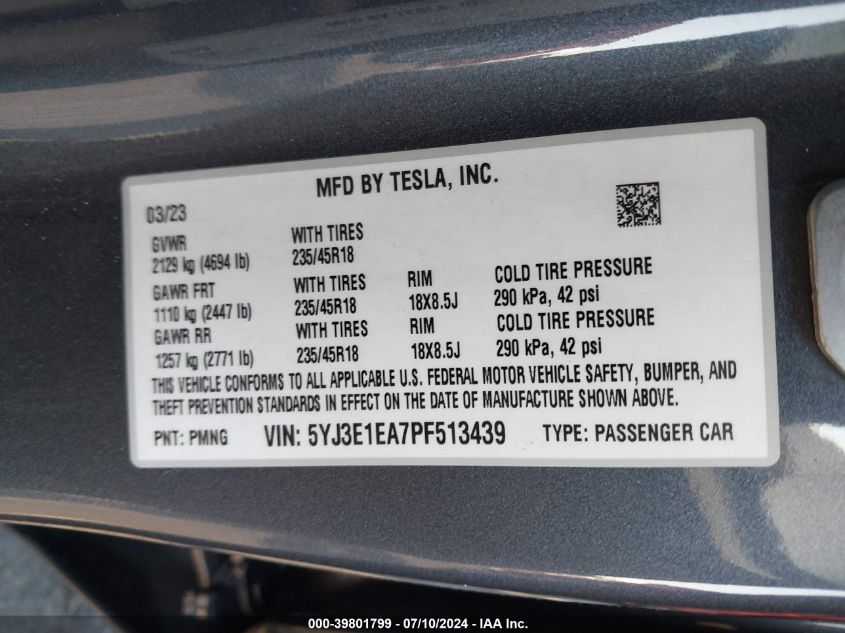 MFD BY TESLA, INC.
03/23
GVWR WITH TIRES
2129 kg (4694 lb) 235/45R18
GAWR FRT WITH TIRES RIM COLD TIRE PRESSURE
1110 kg (2447 lb) 235/45R18 18X8.5J 290 kPa, 42 psi
GAWR RR WITH TIRES RIM COLD TIRE PRESSURE
1257 kg (2771 lb) 235/45R18 18X8.5J 290 kPa, 42 psi
THIS VEHICLE CONFORMS TO ALL APPLICABLE U.S. FEDERAL MOTOR VEHICLE SAFETY, BUMPER, AND
THEFT PREVENTION STANDARDS IN EFFECT ON THE DATE OF MANUFACTURE SHOWN ABOVE.
PNT: PMNG VIN: 5YJ3E1EA7PF513439 TYPE: PASSENGER CAR
000-39801799 - 07/10/2024 - IAA Inc.